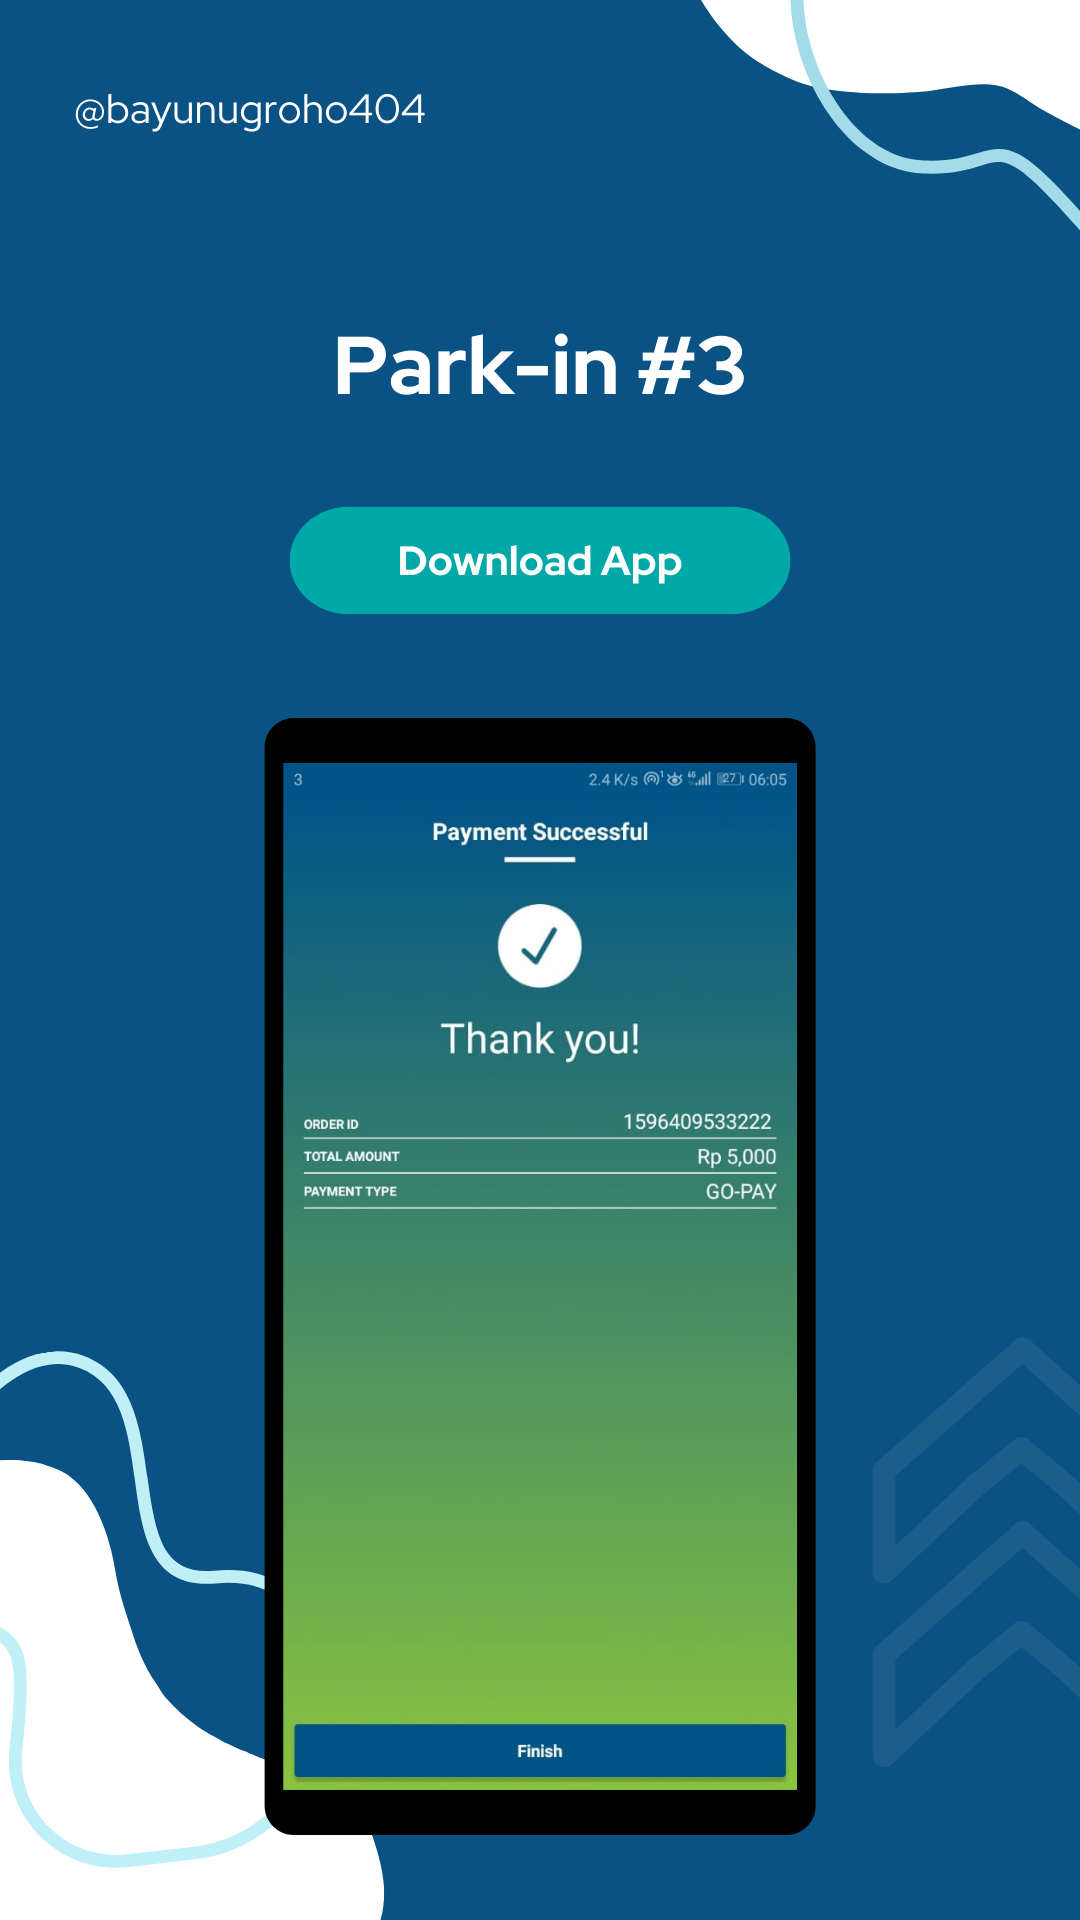 @bayunugroho404
Park-in #3
Download App
3 2.4 K/s 4G 27 06:05
Payment Successful
Thank you!
ORDER ID 1596409533222
TOTAL AMOUNT Rp 5,000
PAYMENT TYPE GO-PAY
Finish